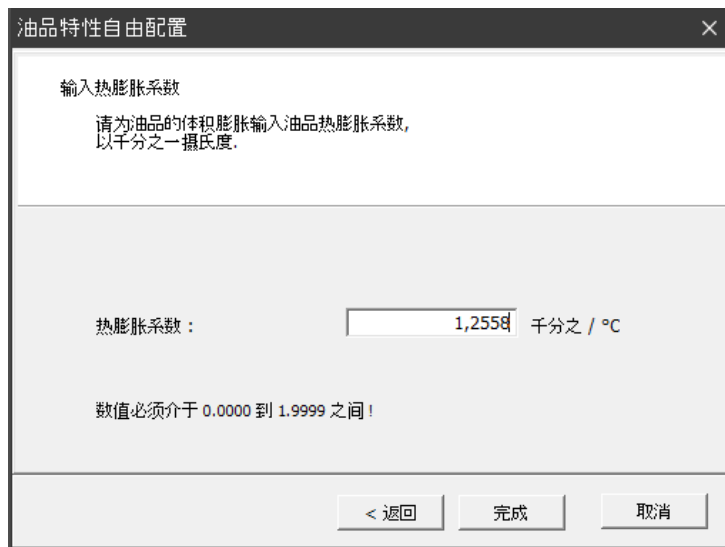 油品特性自由配置
输入热膨胀系数
请为油品的体积膨胀输入油品热膨胀系数,
以千分之一摄氏度.
热膨胀系数 :
1,2558
千分之 / °C
数值必须介于 0.0000 到 1.9999 之间 !
< 返回
完成
取消